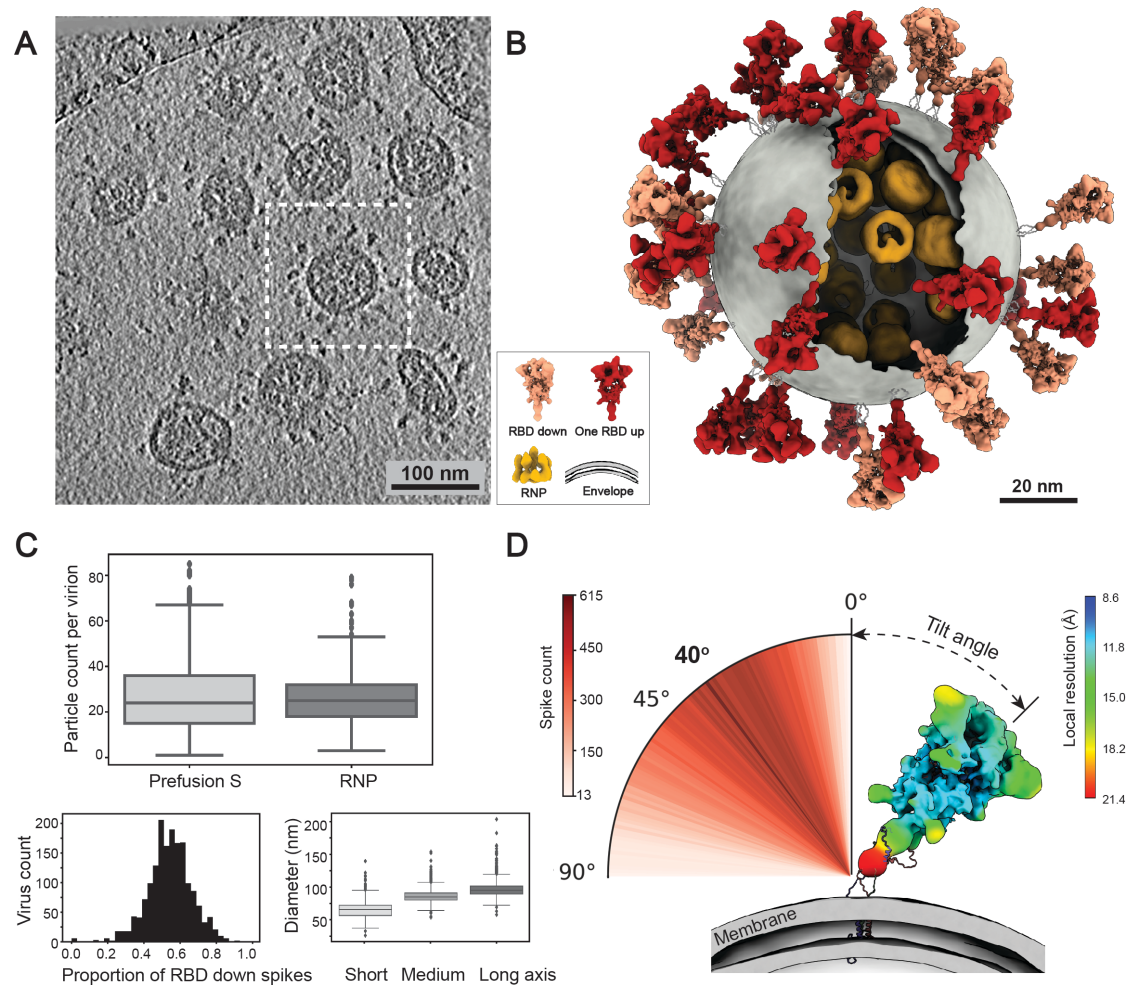 A
100 nm
B
RBD down One RBD up
RNP
Envelope
20 nm
C
Particle count per virion
80
60
40
20
0
Prefusion S RNP
Virus count
200
150
100
50
0
0.0 0.2 0.4 0.6 0.8 1.0
Proportion of RBD down spikes
Diameter (nm)
200
150
100
50
Short Medium Long axis
D
Spike count
615
450
300
150
13
0°
40°
45°
90°
Tilt angle
Local resolution (Å)
8.6
11.8
15.0
18.2
21.4
Membrane